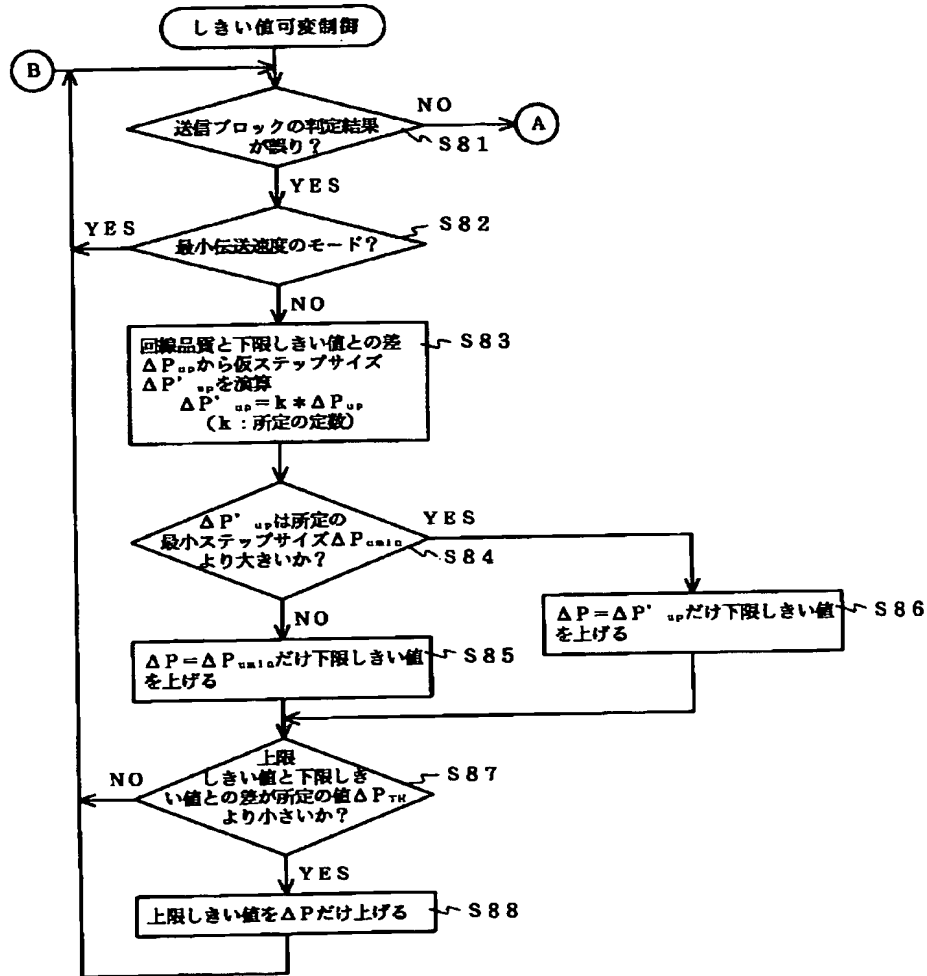 しきい値可変制御
B
NO
A
送信ブロックの判定結果
が誤り？
S81
YES
YES
S82
最小伝送速度のモード？
NO
回線品質と下限しきい値との差
S83
ΔPupから仮ステップサイズ
ΔP'upを演算
ΔP'up=k*ΔPup
(k：所定の定数)
ΔP'upは所定の
YES
最小ステップサイズΔPumin
より大きいか？
S84
NO
ΔP=ΔP'upだけ下限しきい値
S86
を上げる
ΔP=ΔPuminだけ下限しきい値
S85
を上げる
上限
しきい値と下限しき
S87
NO
い値との差が所定の値ΔPTH
より小さいか？
YES
上限しきい値をΔPだけ上げる
S88